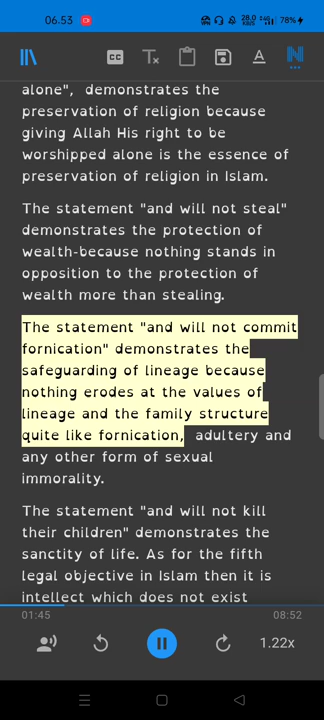 06.53 28.0 KB/S 78%
CC T A N
alone", demonstrates the
preservation of religion because
giving Allah His right to be
worshipped alone is the essence of
preservation of religion in Islam.
The statement "and will not steal"
demonstrates the protection of
wealth-because nothing stands in
opposition to the protection of
wealth more than stealing.
The statement "and will not commit
fornication" demonstrates the
safeguarding of lineage because
nothing erodes at the values of
lineage and the family structure
quite like fornication, adultery and
any other form of sexual
immorality.
The statement "and will not kill
their children" demonstrates the
sanctity of life. As for the fifth
legal objective in Islam then it is
intellect which does not exist
01:45 08:52
1.22x